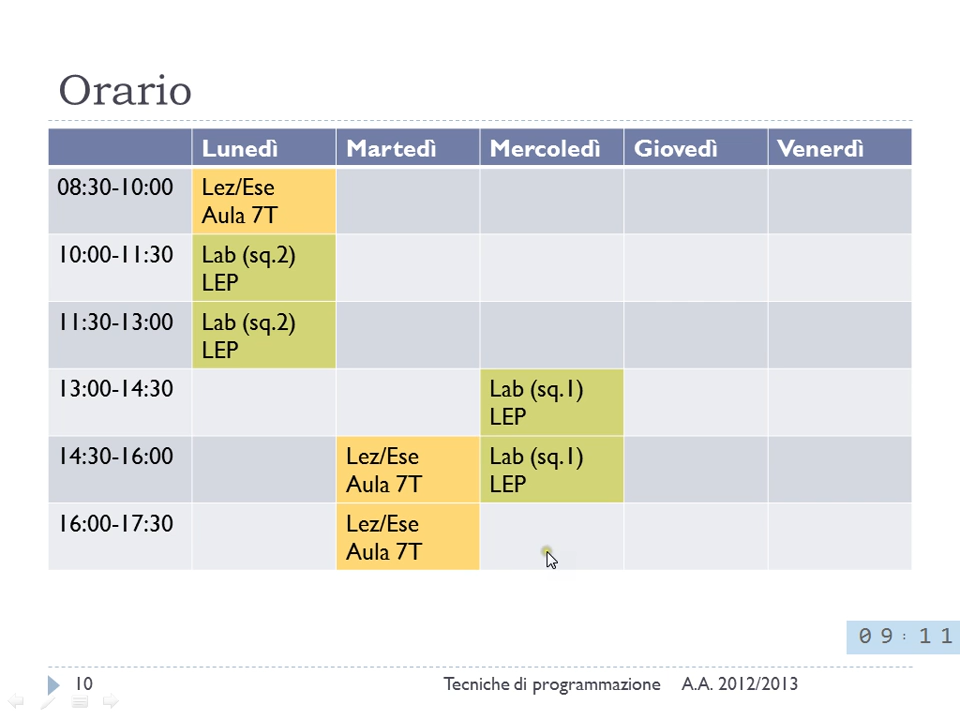 Orario
Lunedì Martedì Mercoledì Giovedì Venerdì
08:30-10:00 Lez/Ese
Aula 7T
10:00-11:30 Lab (sq.2)
LEP
11:30-13:00 Lab (sq.2)
LEP
13:00-14:30 Lab (sq.1)
LEP
14:30-16:00 Lez/Ese Lab (sq.1)
Aula 7T LEP
16:00-17:30 Lez/Ese
Aula 7T
09:11
10 Tecniche di programmazione A.A. 2012/2013